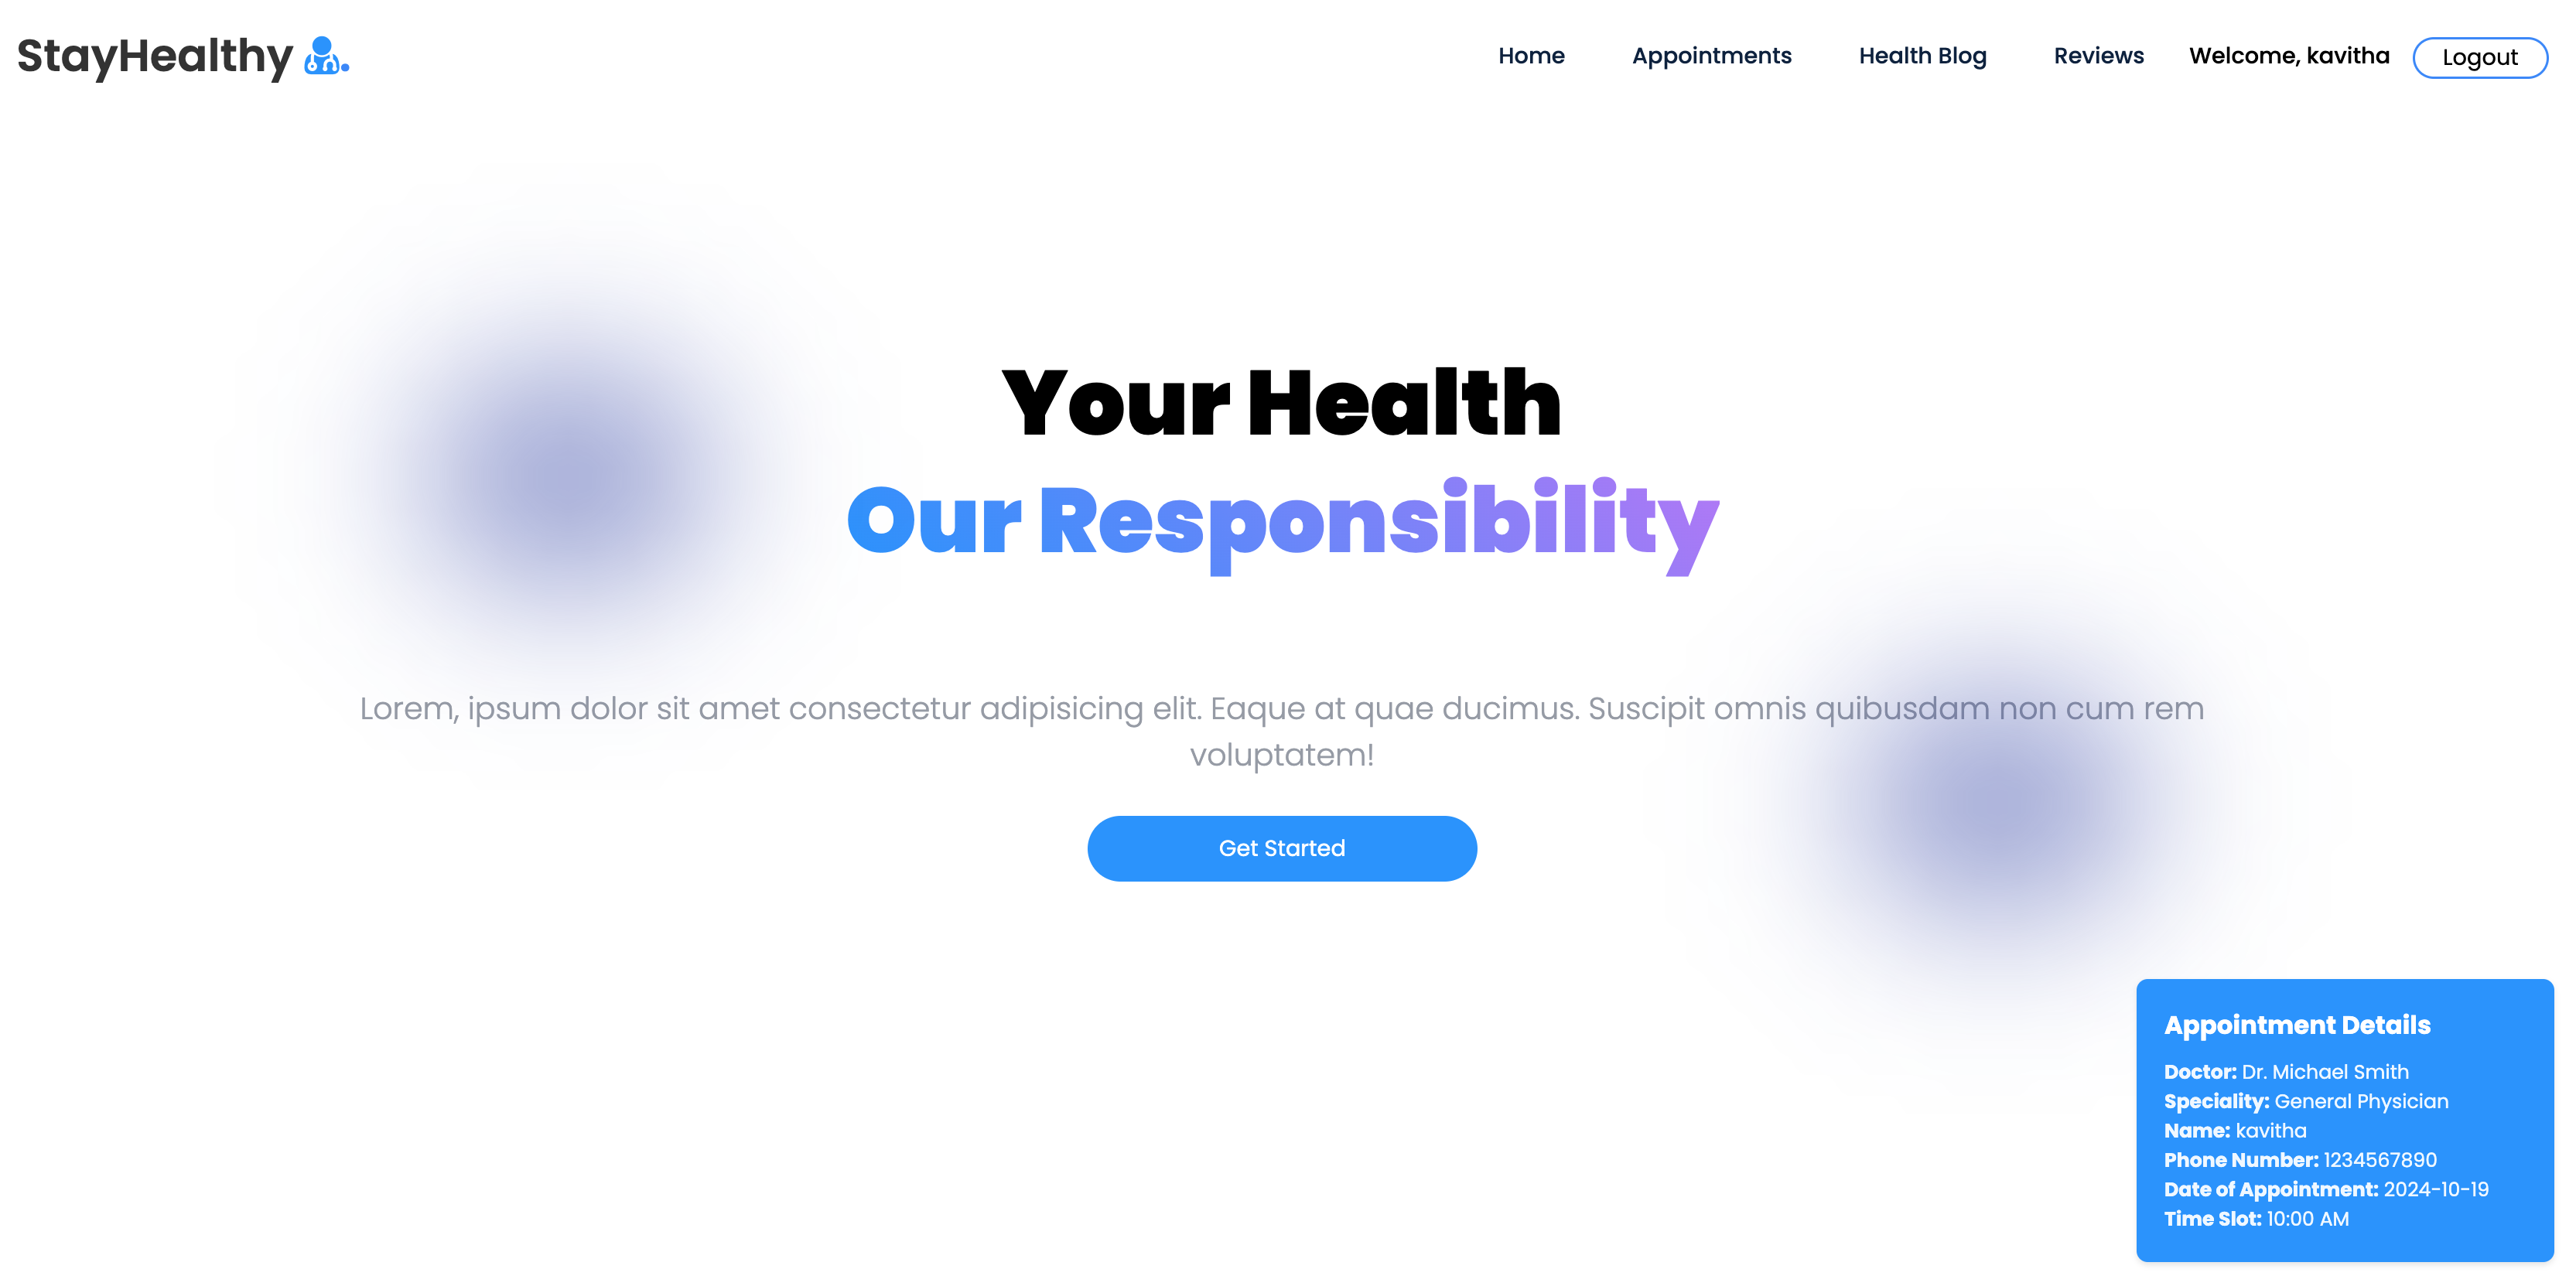 StayHealthy
Home Appointments Health Blog Reviews Welcome, kavitha Logout
Your Health
Our Responsibility
Lorem, ipsum dolor sit amet consectetur adipisicing elit. Eaque at quae ducimus. Suscipit omnis quibusdam non cum rem
voluptatem!
Get Started
Appointment Details
Doctor: Dr. Michael Smith
Speciality: General Physician
Name: kavitha
Phone Number: 1234567890
Date of Appointment: 2024-10-19
Time Slot: 10:00 AM